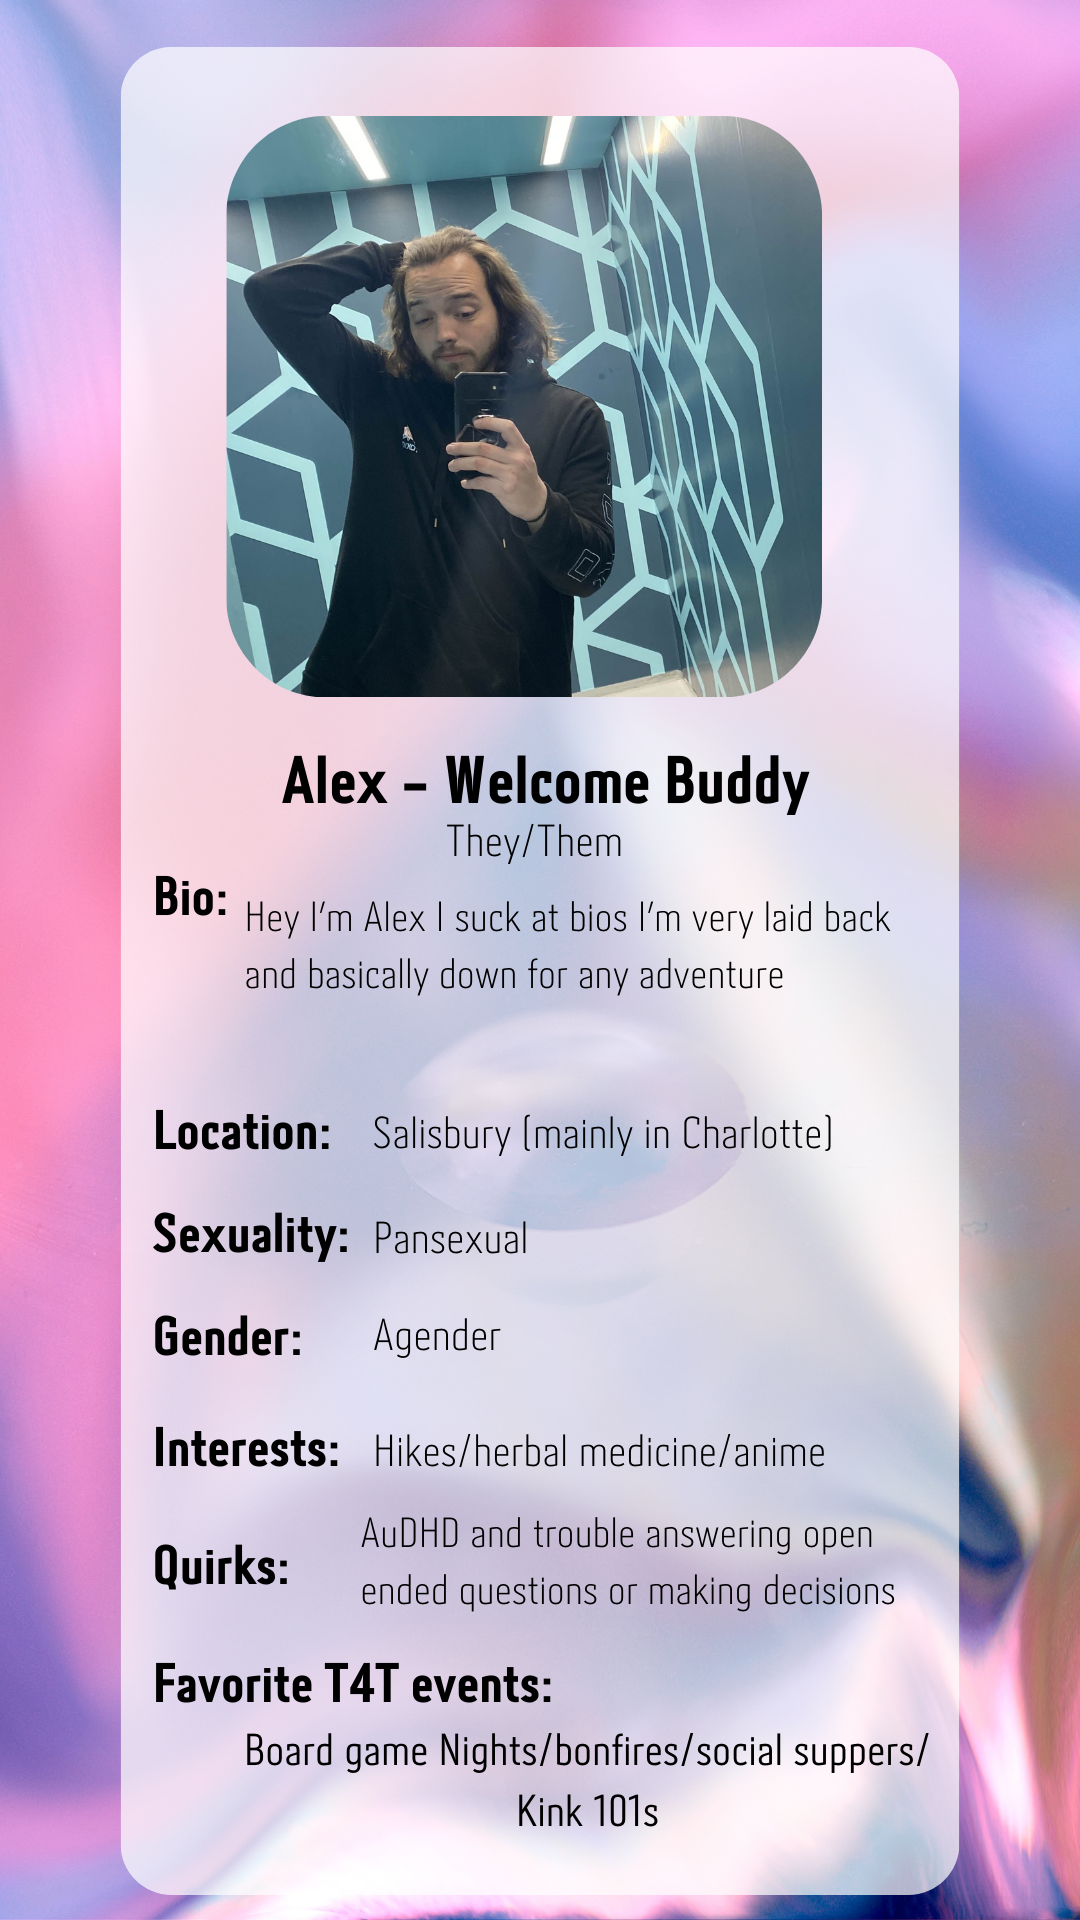 Alex - Welcome Buddy
They/Them
Bio:
Hey I'm Alex I suck at bios I'm very laid back
and basically down for any adventure
Location: Salisbury (mainly in Charlotte)
Sexuality: Pansexual
Gender: Agender
Interests: Hikes/herbal medicine/anime
Quirks: AuDHD and trouble answering open
ended questions or making decisions
Favorite T4T events:
Board game Nights/bonfires/social suppers/
Kink 101s